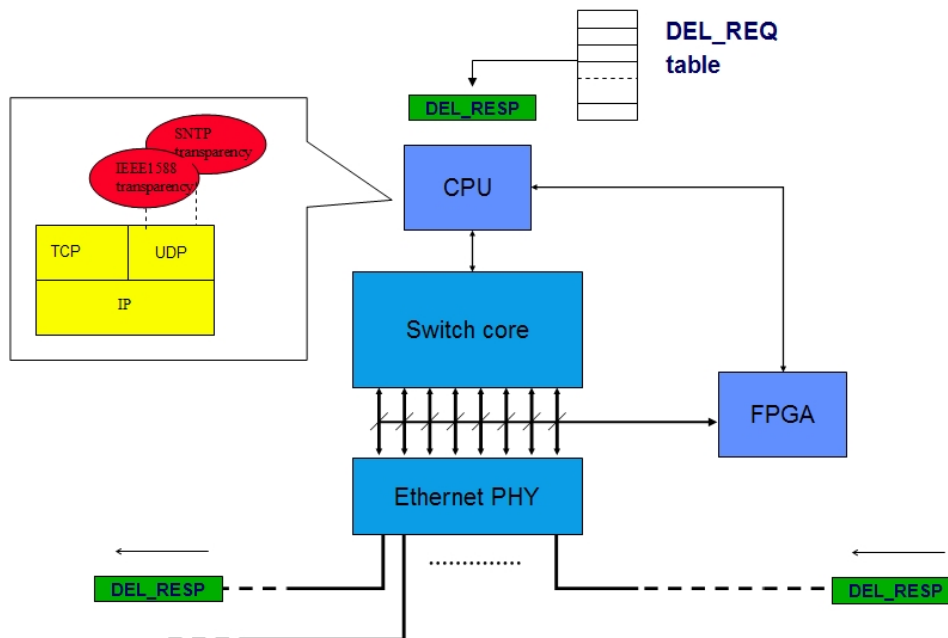 DEL_REQ
table
DEL_RESP
SNTP
transparency
IEEE1588
transparency
CPU
TCP
UDP
IP
Switch core
FPGA
Ethernet PHY
DEL_RESP
DEL_RESP